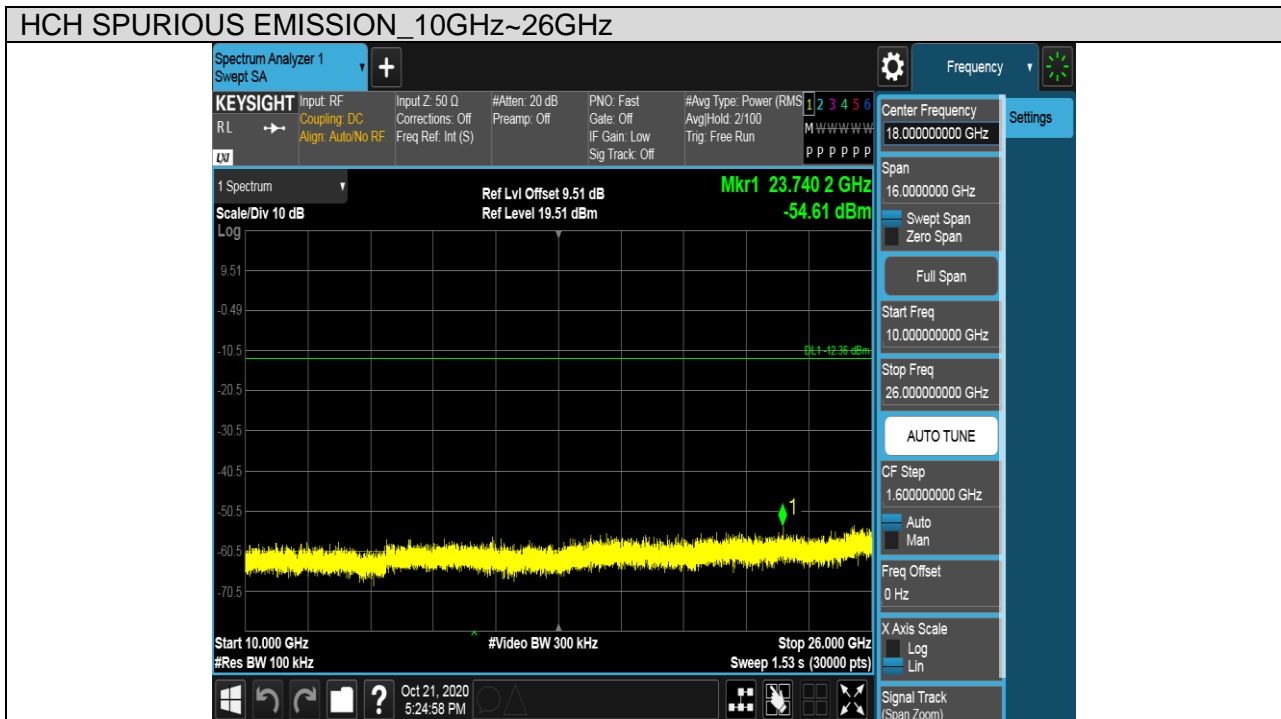 HCH SPURIOUS EMISSION_10GHz~26GHz
Spectrum Analyzer 1
Swept SA
+
Frequency
KEYSIGHT
RL
LXI
Input: RF
Coupling: DC
Align: Auto/No RF
Input Z: 50 Ω
Corrections: Off
Freq Ref: Int (S)
#Atten: 20 dB
Preamp: Off
PNO: Fast
Gate: Off
IF Gain: Low
Sig Track: Off
#Avg Type: Power (RMS
Avg|Hold: 2/100
Trig: Free Run
1 2 3 4 5 6
M W W W W W
P P P P P P
1 Spectrum
Scale/Div 10 dB
Log
Ref Lvl Offset 9.51 dB
Ref Level 19.51 dBm
Mkr1 23.740 2 GHz
-54.61 dBm
9.51
-0.49
-10.5
-20.5
-30.5
-40.5
-50.5
-60.5
-70.5
DL1 -12.36 dBm
1
Start 10.000 GHz
#Res BW 100 kHz
#Video BW 300 kHz
Stop 26.000 GHz
Sweep 1.53 s (30000 pts)
?
Oct 21, 2020
5:24:58 PM
Center Frequency
18.000000000 GHz
Settings
Span
16.0000000 GHz
Swept Span
Zero Span
Full Span
Start Freq
10.000000000 GHz
Stop Freq
26.000000000 GHz
AUTO TUNE
CF Step
1.600000000 GHz
Auto
Man
Freq Offset
0 Hz
X Axis Scale
Log
Lin
Signal Track
(Span Zoom)